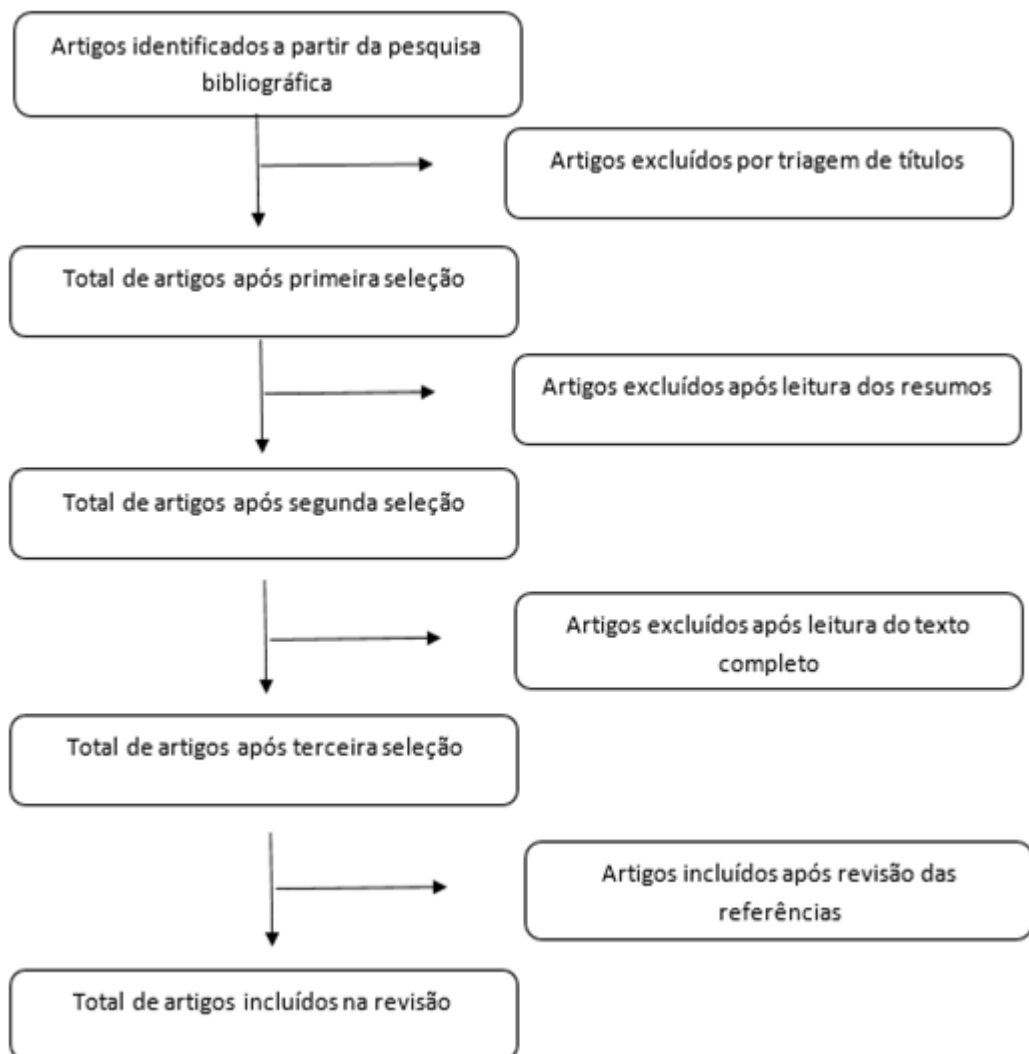 Artigos identificados a partir da pesquisa
bibliográfica
Artigos excluídos por triagem de títulos
Total de artigos após primeira seleção
Artigos excluídos após leitura dos resumos
Total de artigos após segunda seleção
Artigos excluídos após leitura do texto
completo
Total de artigos após terceira seleção
Artigos incluídos após revisão das
referências
Total de artigos incluídos na revisão